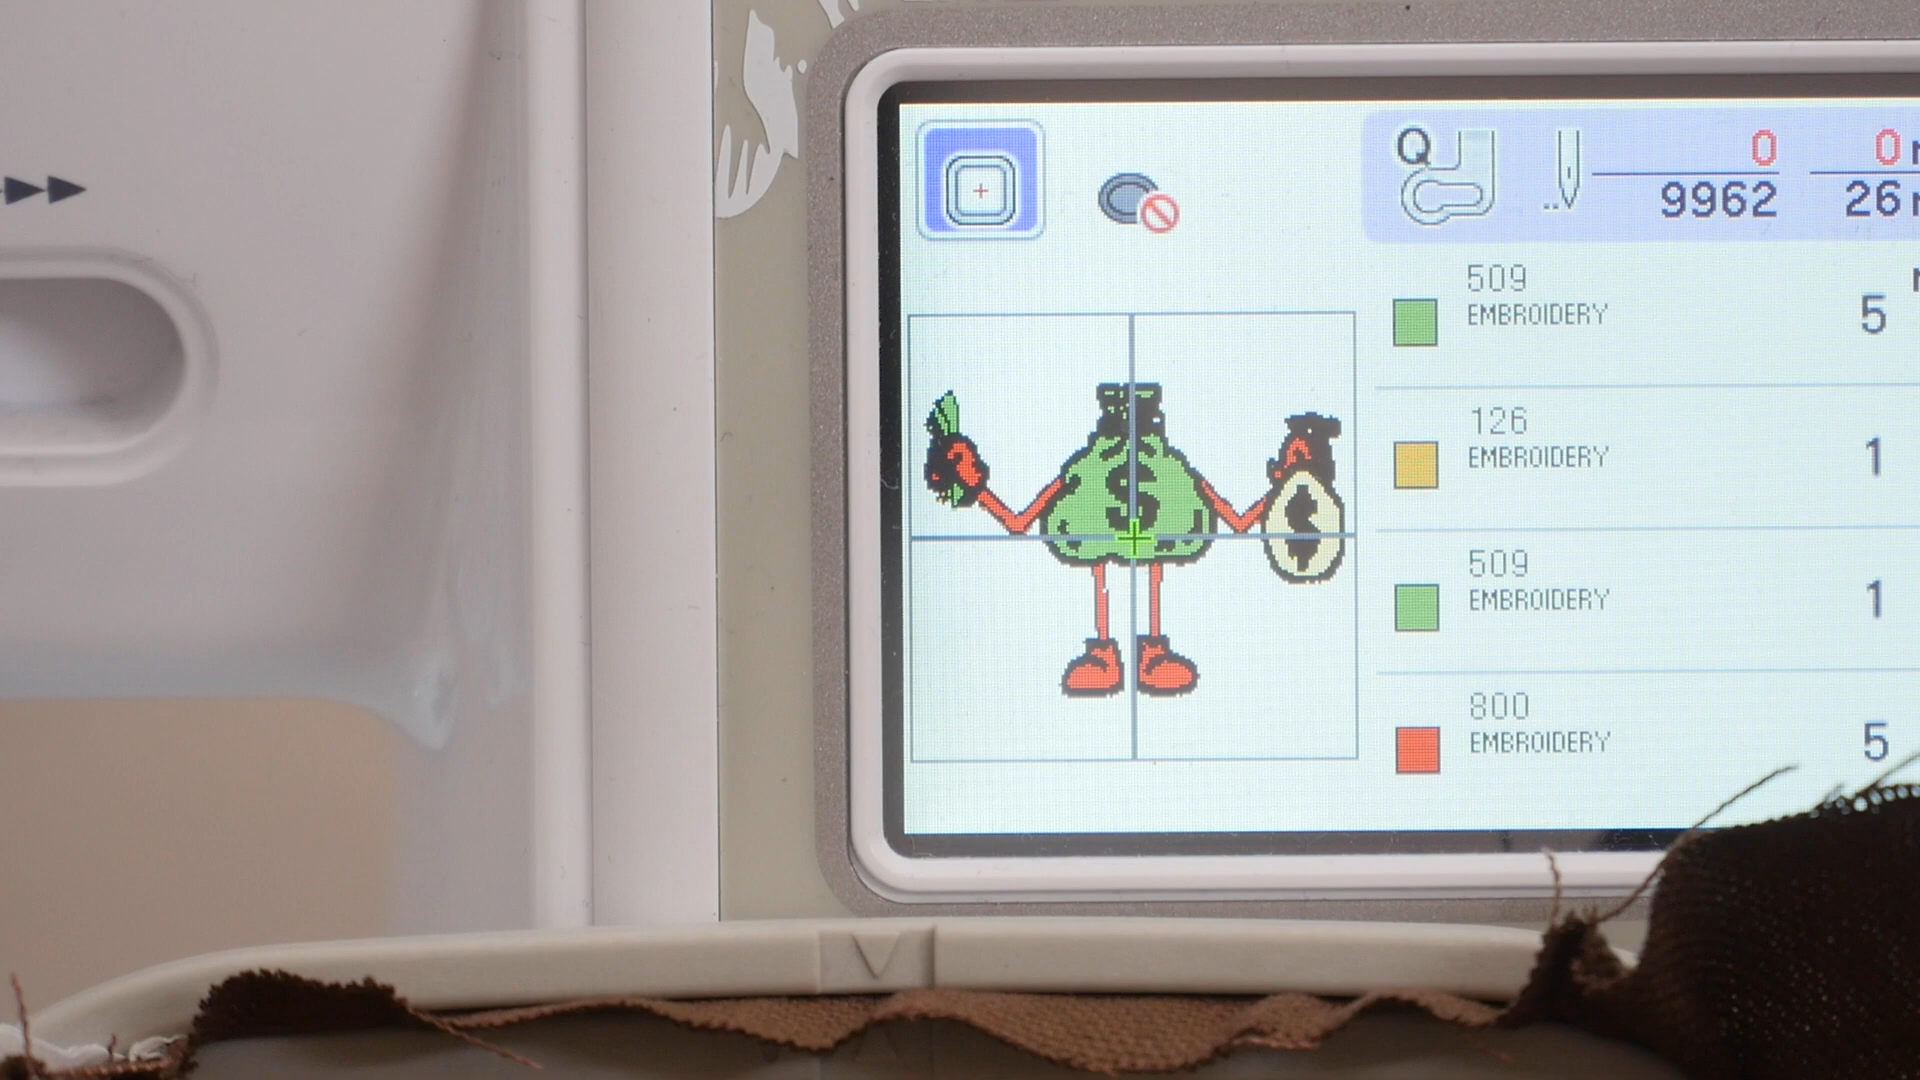 Q
0 0
9962 26
509
EMBROIDERY 5
126
EMBROIDERY 1
509
EMBROIDERY 1
800
EMBROIDERY 5
$